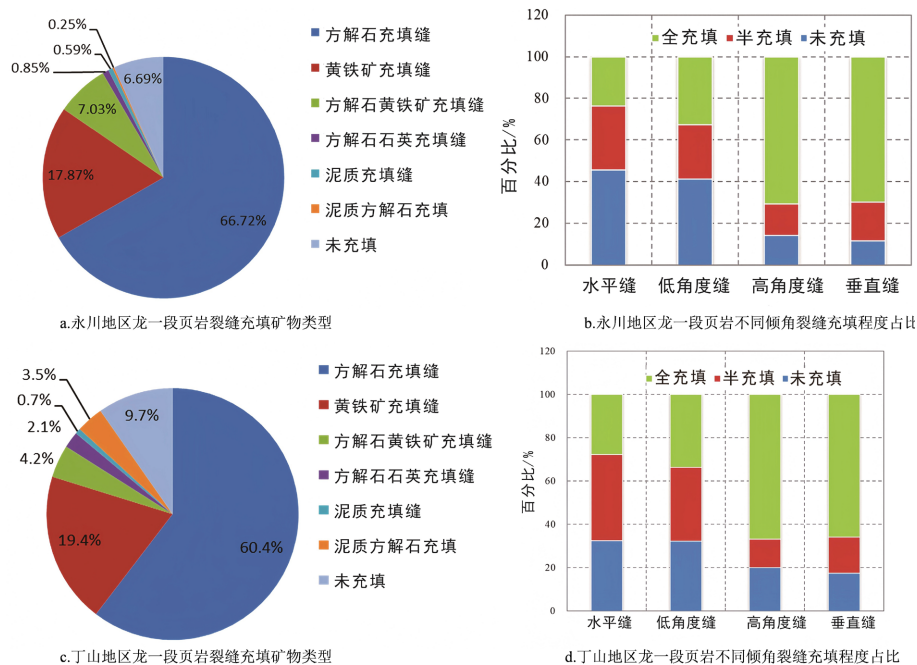 0.25%
0.59%
0.85%
7.03%
6.69%
17.87%
66.72%
方解石充填缝
黄铁矿充填缝
方解石黄铁矿充填缝
方解石石英充填缝
泥质充填缝
泥质方解石充填
未充填
a.永川地区龙一段页岩裂缝充填矿物类型
百分比/%
120
100
80
60
40
20
0
全充填 半充填 未充填
水平缝 低角度缝 高角度缝 垂直缝
b.永川地区龙一段页岩不同倾角裂缝充填程度占比
3.5%
0.7%
2.1%
4.2%
9.7%
19.4%
60.4%
方解石充填缝
黄铁矿充填缝
方解石黄铁矿充填缝
方解石石英充填缝
泥质充填缝
泥质方解石充填
未充填
c.丁山地区龙一段页岩裂缝充填矿物类型
百分比/%
120
100
80
60
40
20
0
全充填 半充填 未充填
水平缝 低角度缝 高角度缝 垂直缝
d.丁山地区龙一段页岩不同倾角裂缝充填程度占比